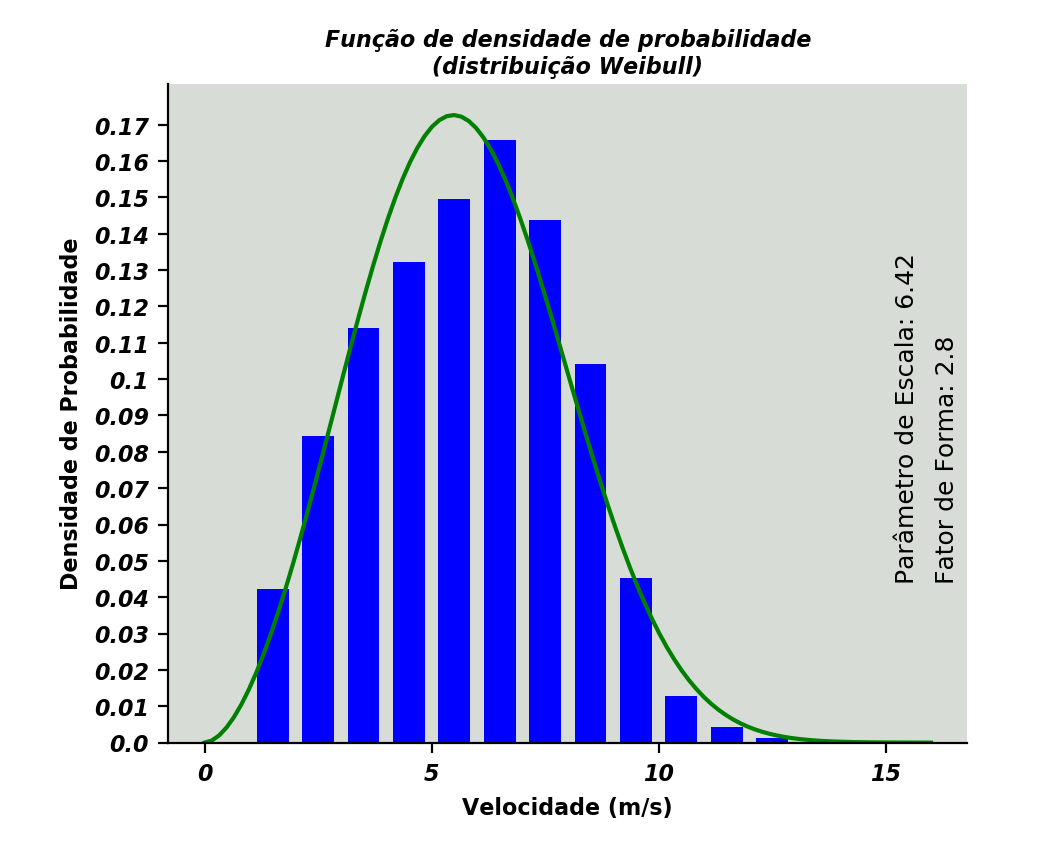 Função de densidade de probabilidade
(distribuição Weibull)
Densidade de Probabilidade
0.17
0.16
0.15
0.14
0.13
0.12
0.11
0.1
0.09
0.08
0.07
0.06
0.05
0.04
0.03
0.02
0.01
0.0
0 5 10 15
Velocidade (m/s)
Parâmetro de Escala: 6.42
Fator de Forma: 2.8